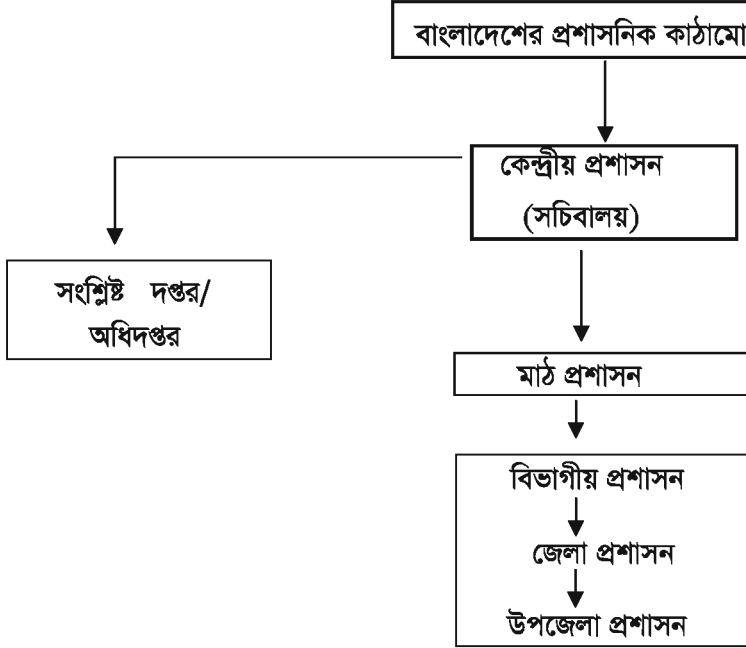 বাংলাদেশের প্রশাসনিক কাঠামো
কেন্দ্রীয় প্রশাসন
(সচিবালয়)
সংশ্লিষ্ট দপ্তর/
অধিদপ্তর
মাঠ প্রশাসন
বিভাগীয় প্রশাসন
জেলা প্রশাসন
উপজেলা প্রশাসন